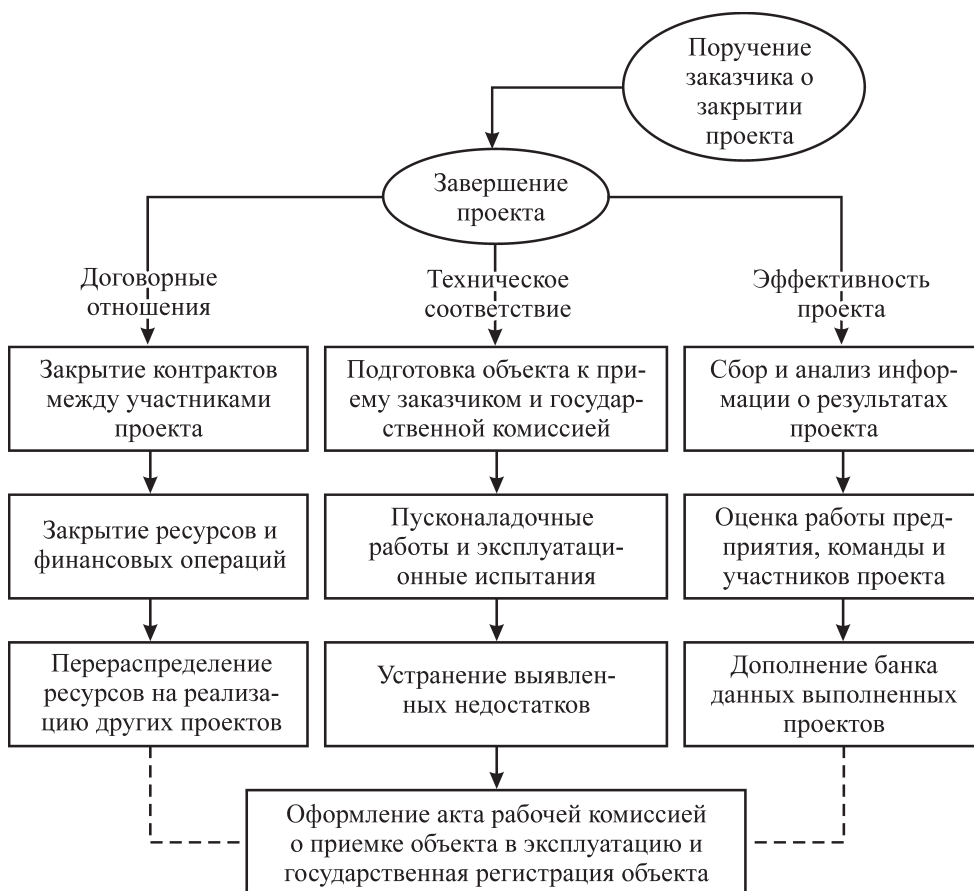 Поручение
заказчика о
закрытии
проекта
Завершение
проекта
Договорные
отношения
Техническое
соответствие
Эффективность
проекта
Закрытие контрактов
между участниками
проекта
Подготовка объекта к при-
ему заказчиком и государ-
ственной комиссией
Сбор и анализ инфор-
мации о результатах
проекта
Закрытие ресурсов и
финансовых операций
Пусконаладочные
работы и эксплуатаци-
онные испытания
Оценка работы пред-
приятия, команды и
участников проекта
Перераспределение
ресурсов на реализа-
цию других проектов
Устранение выявлен-
ных недостатков
Дополнение банка
данных выполненных
проектов
Оформление акта рабочей комиссией
о приемке объекта в эксплуатацию и
государственная регистрация объекта